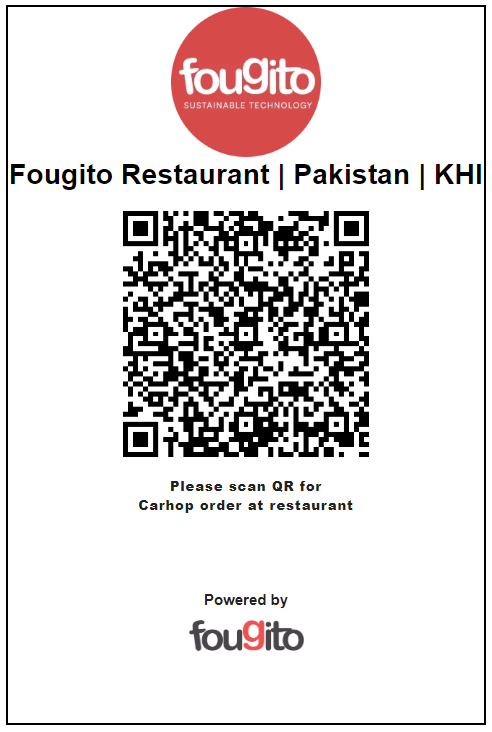 fougito
SUSTAINABLE TECHNOLOGY
Fougito Restaurant | Pakistan | KHI
Please scan QR for
Carhop order at restaurant
Powered by
fougito